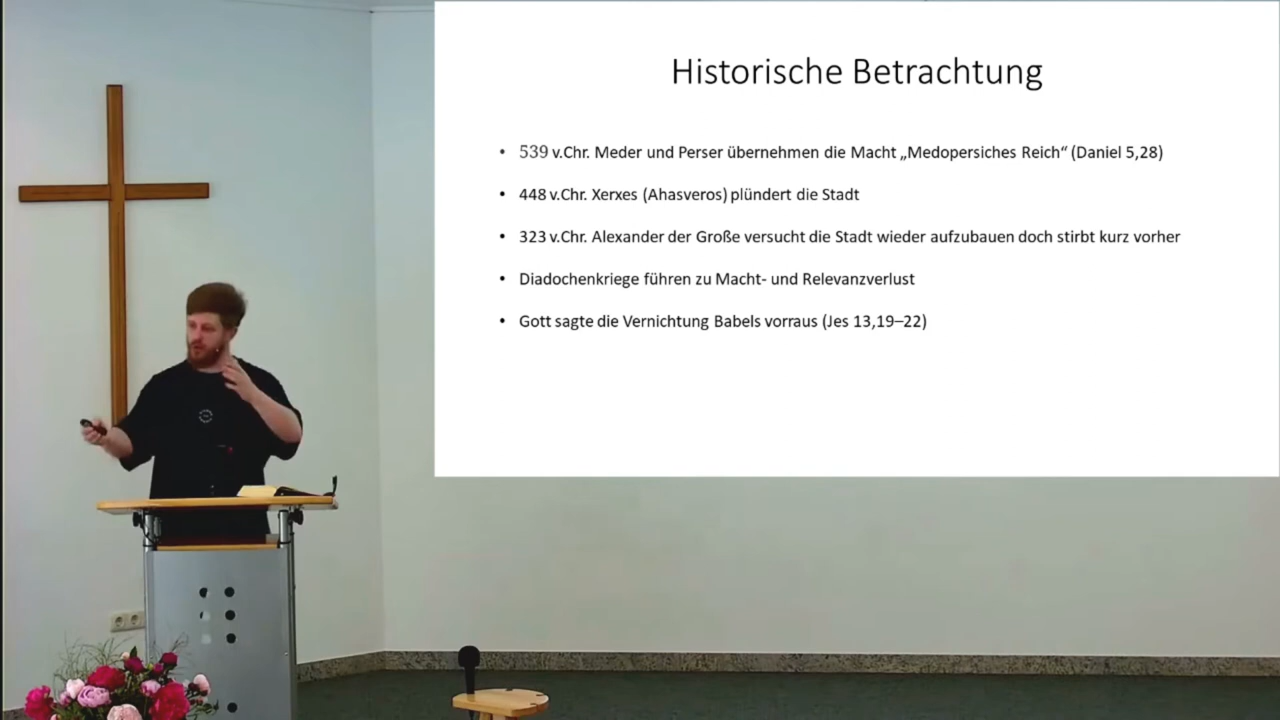 Historische Betrachtung
• 539 v.Chr. Meder und Perser übernehmen die Macht „Medopersiches Reich“ (Daniel 5,28)
• 448 v.Chr. Xerxes (Ahasveros) plündert die Stadt
• 323 v.Chr. Alexander der Große versucht die Stadt wieder aufzubauen doch stirbt kurz vorher
• Diadochenkriege führen zu Macht- und Relevanzverlust
• Gott sagte die Vernichtung Babels vorraus (Jes 13,19–22)